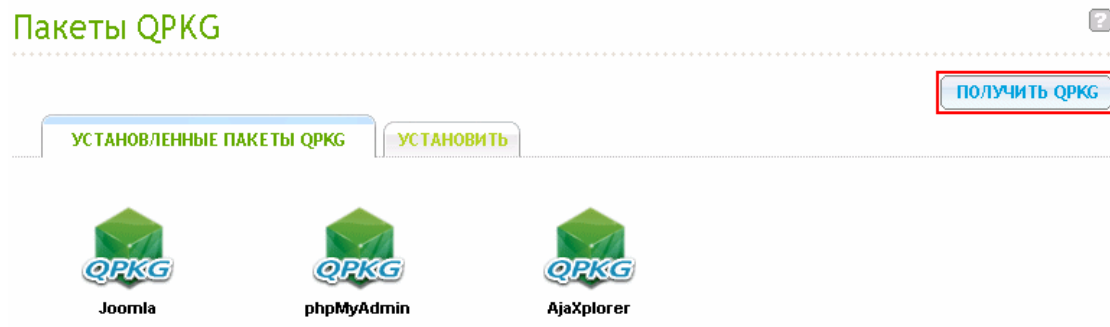 Пакеты QPKG
?
ПОЛУЧИТЬ QPKG
УСТАНОВЛЕННЫЕ ПАКЕТЫ QPKG
УСТАНОВИТЬ
QPKG QPKG QPKG
Joomla phpMyAdmin AjaXplorer